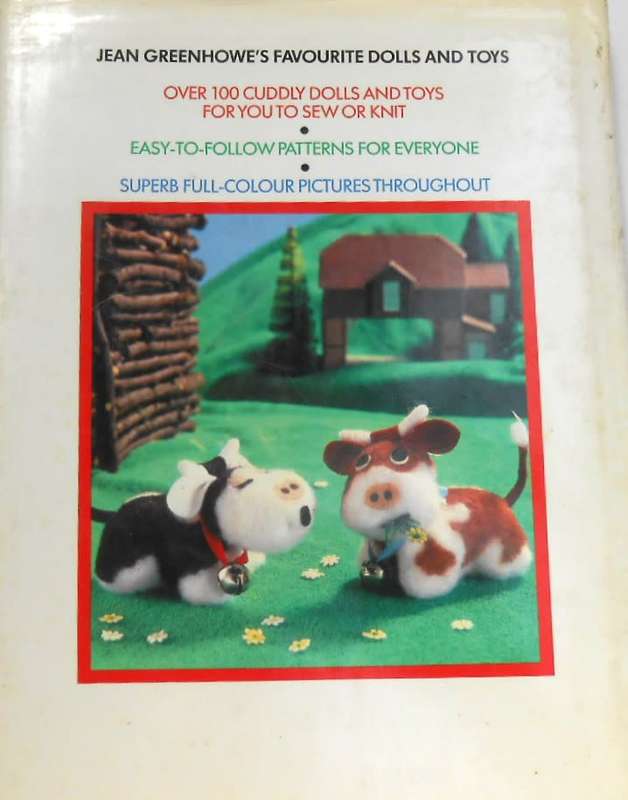 JEAN GREENHOWE'S FAVOURITE DOLLS AND TOYS
OVER 100 CUDDLY DOLLS AND TOYS
FOR YOU TO SEW OR KNIT
•
EASY-TO-FOLLOW PATTERNS FOR EVERYONE
•
SUPERB FULL-COLOUR PICTURES THROUGHOUT